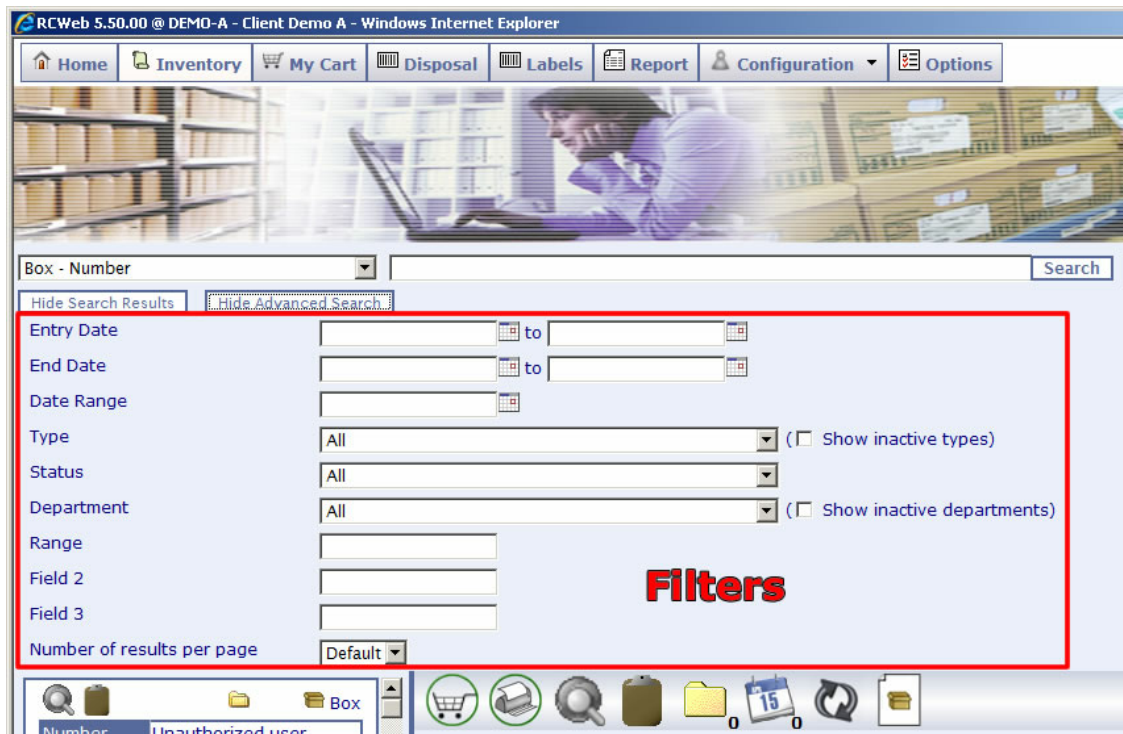 RCWeb 5.50.00 @ DEMO-A - Client Demo A - Windows Internet Explorer
Home Inventory My Cart Disposal Labels Report Configuration Options
Box - Number Search
Hide Search Results Hide Advanced Search
Entry Date to
End Date to
Date Range
Type All ( Show inactive types)
Status All
Department All ( Show inactive departments)
Range
Field 2
Filters
Field 3
Number of results per page Default
Box
15
0 0
Number Unauthorized user